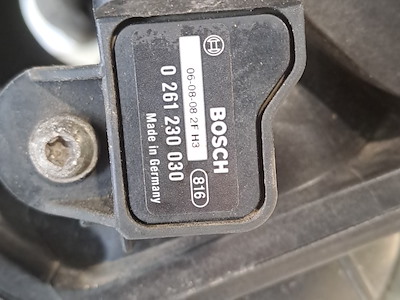 BOSCH
06-08-08 2F H3
816
0 261 230 030
Made in Germany